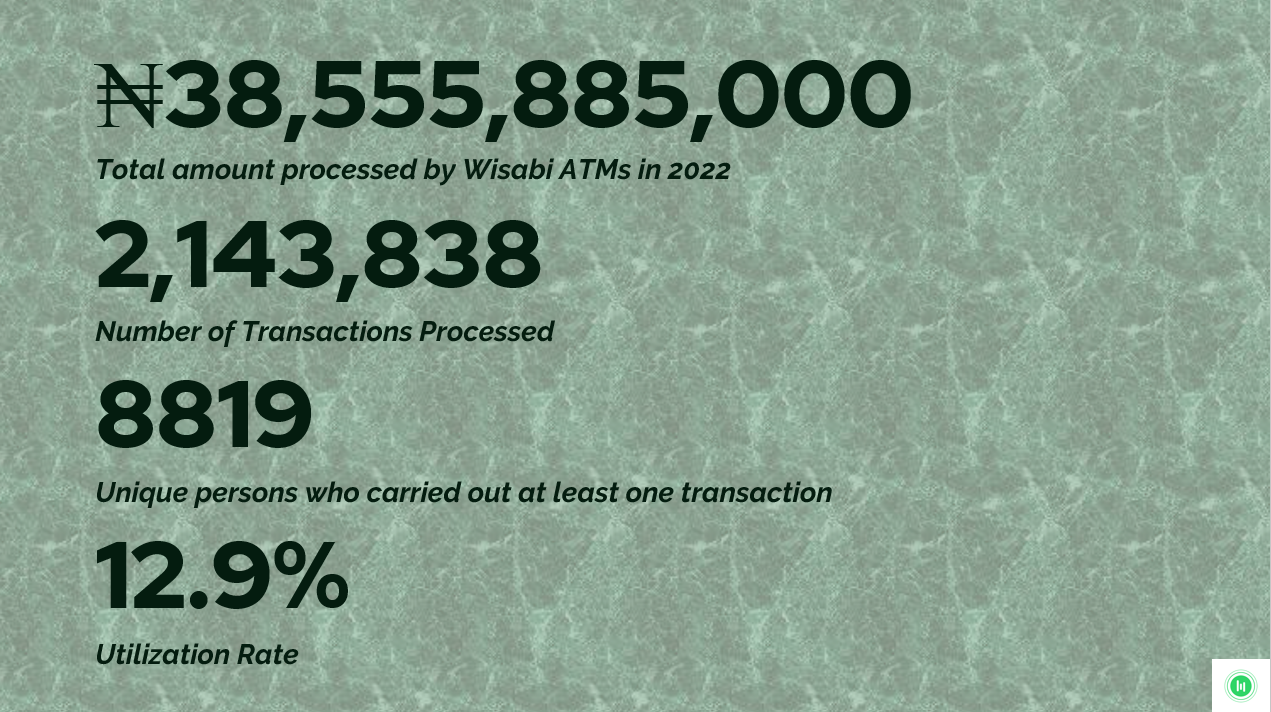 ₦38,555,885,000
Total amount processed by Wisabi ATMs in 2022
2,143,838
Number of Transactions Processed
8819
Unique persons who carried out at least one transaction
12.9%
Utilization Rate